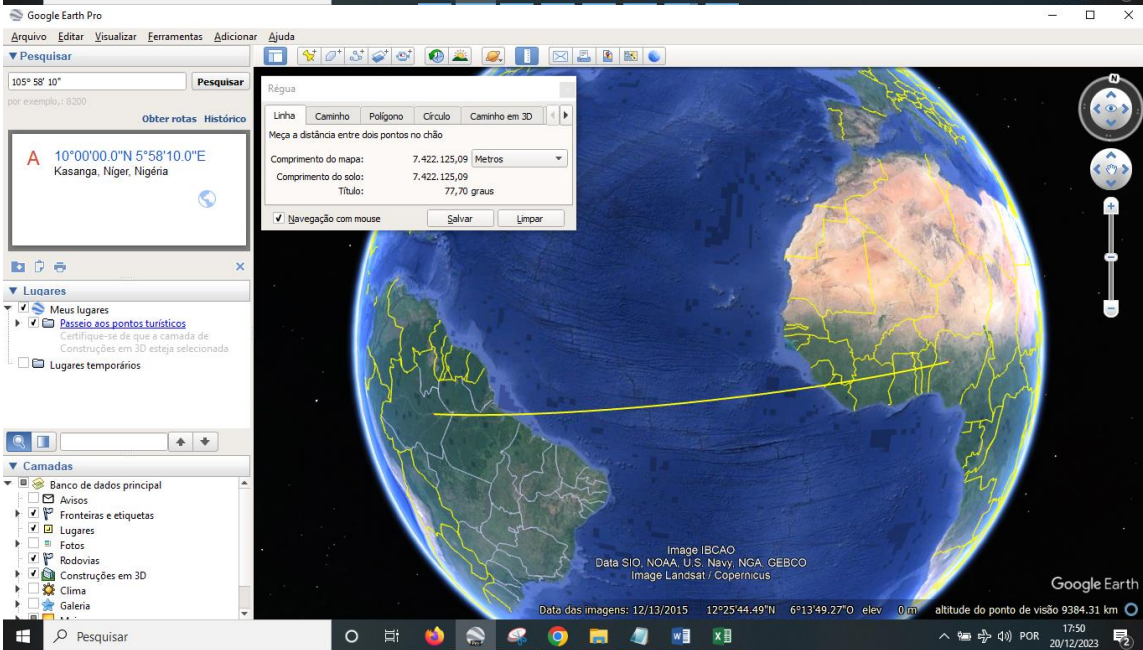 Google Earth Pro
Arquivo Editar Visualizar Ferramentas Adicionar Ajuda
Pesquisar
105° 58' 10"
Pesquisar
por exemplo,: 8200
Obter rotas Histórico
A
10°00'00.0"N 5°58'10.0"E
Kasanga, Níger, Nigéria
Lugares
Meus lugares
Passeio aos pontos turísticos
Certifique-se de que a camada de
Construções em 3D esteja selecionada
Lugares temporários
Camadas
Banco de dados principal
Avisos
Fronteiras e etiquetas
Lugares
Fotos
Rodovias
Construções em 3D
Clima
Galeria
Régua
Linha Caminho Polígono Círculo Caminho em 3D
Meça a distância entre dois pontos no chão
Comprimento do mapa: 7.422.125,09 Metros
Comprimento do solo: 7.422.125,09
Título: 77,70 graus
Navegação com mouse Salvar Limpar
N
Image IBCAO
Data SIO, NOAA, U.S. Navy, NGA, GEBCO
Image Landsat / Copernicus
Google Earth
Data das imagens: 12/13/2015 12°25'44.49"N 6°13'49.27"O elev 0 m altitude do ponto de visão 9384.31 km
Pesquisar
POR
17:50
20/12/2023
2